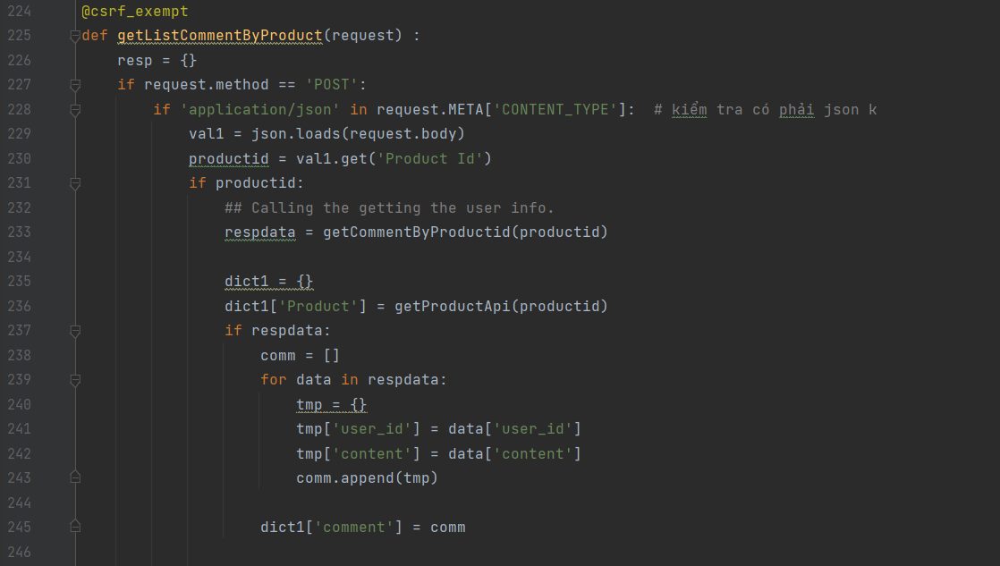 224 @csrf_exempt
225 def getListCommentByProduct(request) :
226     resp = {}
227     if request.method == 'POST':
228         if 'application/json' in request.META['CONTENT_TYPE']:  # kiểm tra có phải json k
229             val1 = json.loads(request.body)
230             productid = val1.get('Product Id')
231             if productid:
232                 ## Calling the getting the user info.
233                 respdata = getCommentByProductid(productid)
234
235                 dict1 = {}
236                 dict1['Product'] = getProductApi(productid)
237                 if respdata:
238                     comm = []
239                     for data in respdata:
240                         tmp = {}
241                         tmp['user_id'] = data['user_id']
242                         tmp['content'] = data['content']
243                         comm.append(tmp)
244
245                     dict1['comment'] = comm
246